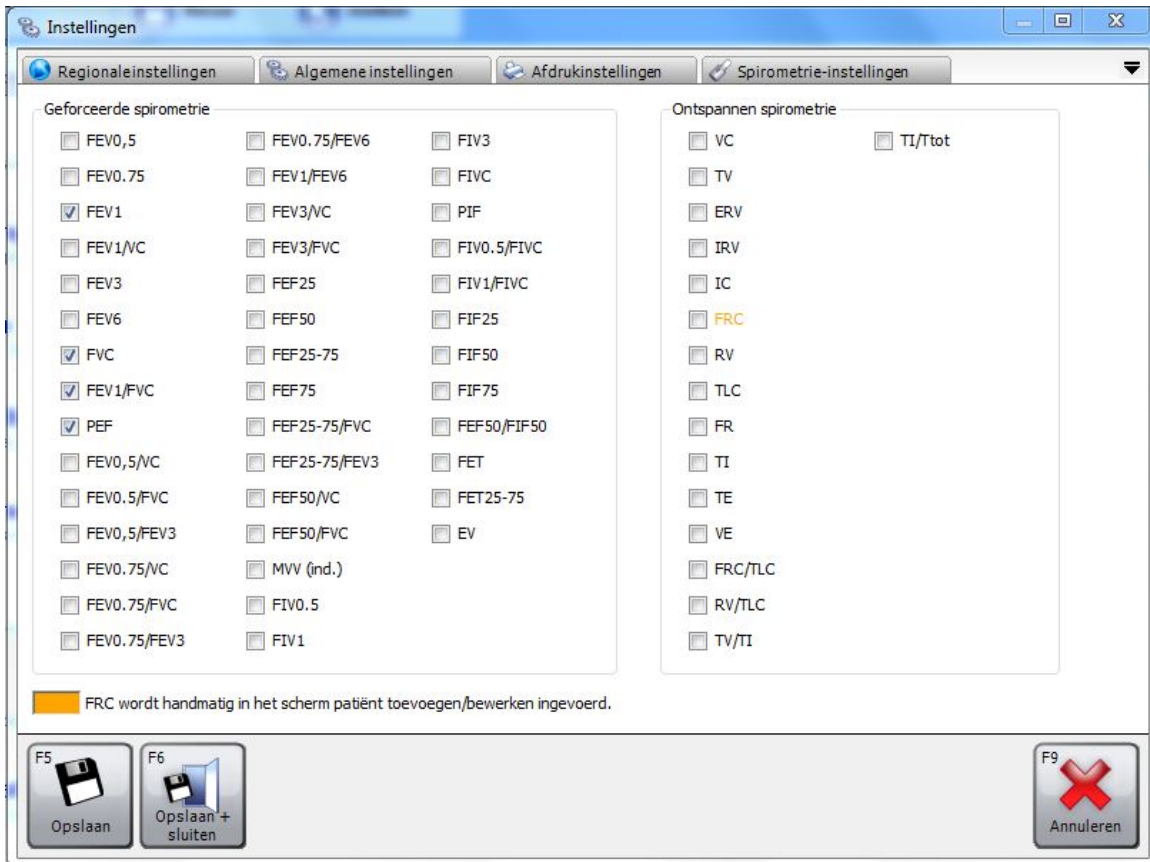 Instellingen
Regionale instellingen
Algemene instellingen
Afdrukinstellingen
Spirometrie-instellingen
Geforceerde spirometrie
FEV0,5
FEV0.75
FEV1
FEV1/VC
FEV3
FEV6
FVC
FEV1/FVC
PEF
FEV0,5/VC
FEV0.5/FVC
FEV0,5/FEV3
FEV0.75/VC
FEV0.75/FVC
FEV0.75/FEV3
FEV0.75/FEV6
FEV1/FEV6
FEV3/VC
FEV3/FVC
FEF25
FEF50
FEF25-75
FEF75
FEF25-75/FVC
FEF25-75/FEV3
FEF50/VC
FEF50/FVC
MVV (ind.)
FIV0.5
FIV1
FIV3
FIVC
PIF
FIV0.5/FIVC
FIV1/FIVC
FIF25
FIF50
FIF75
FEF50/FIF50
FET
FET25-75
EV
Ontspannen spirometrie
VC
TV
ERV
IRV
IC
FRC
RV
TLC
FR
TI
TE
VE
FRC/TLC
RV/TLC
TV/TI
TI/Ttot
FRC wordt handmatig in het scherm patiënt toevoegen/bewerken ingevoerd.
F5
Opslaan
F6
Opslaan +
sluiten
F9
Annuleren